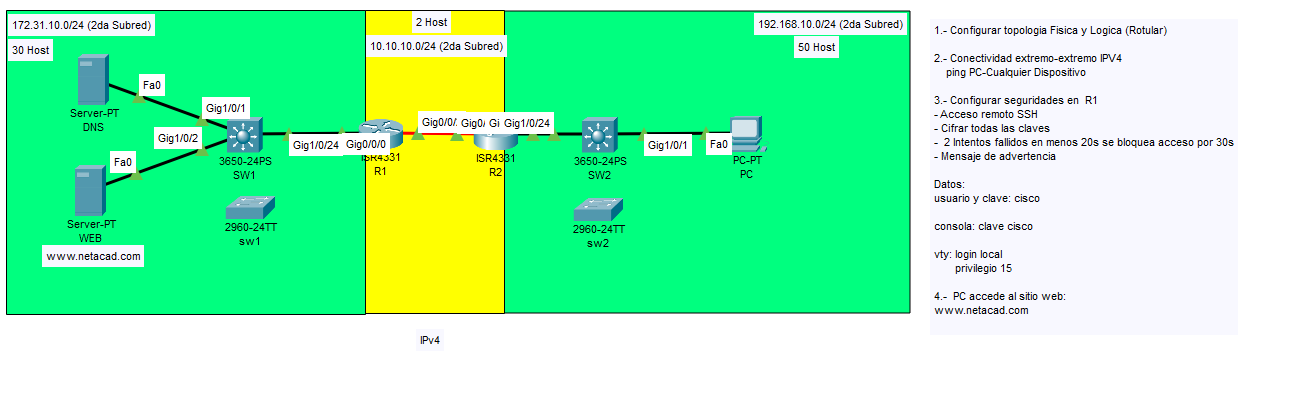 172.31.10.0/24 (2da Subred)
30 Host
2 Host
10.10.10.0/24 (2da Subred)
192.168.10.0/24 (2da Subred)
50 Host
Fa0
Server-PT
DNS
Gig1/0/1
Gig1/0/2
Fa0
3650-24PS
SW1
Gig1/0/24
Gig0/0/0
ISR4331
R1
Gig0/0/
Gig0/
Gi
Gig1/0/24
ISR4331
R2
3650-24PS
SW2
Gig1/0/1
Fa0
PC-PT
PC
Server-PT
WEB
www.netacad.com
2960-24TT
sw1
2960-24TT
sw2
IPv4
1.- Configurar topologia Fisica y Logica (Rotular)
2.- Conectividad extremo-extremo IPV4
ping PC-Cualquier Dispositivo
3.- Configurar seguridades en R1
- Acceso remoto SSH
- Cifrar todas las claves
- 2 Intentos fallidos en menos 20s se bloquea acceso por 30s
- Mensaje de advertencia
Datos:
usuario y clave: cisco
consola: clave cisco
vty: login local
privilegio 15
4.- PC accede al sitio web:
www.netacad.com